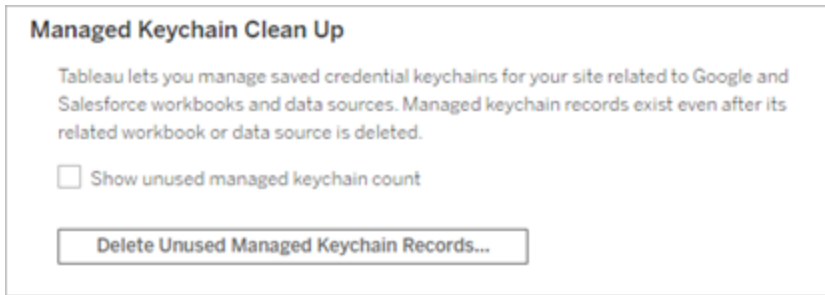 Managed Keychain Clean Up
Tableau lets you manage saved credential keychains for your site related to Google and
Salesforce workbooks and data sources. Managed keychain records exist even after its
related workbook or data source is deleted.
Show unused managed keychain count
Delete Unused Managed Keychain Records...